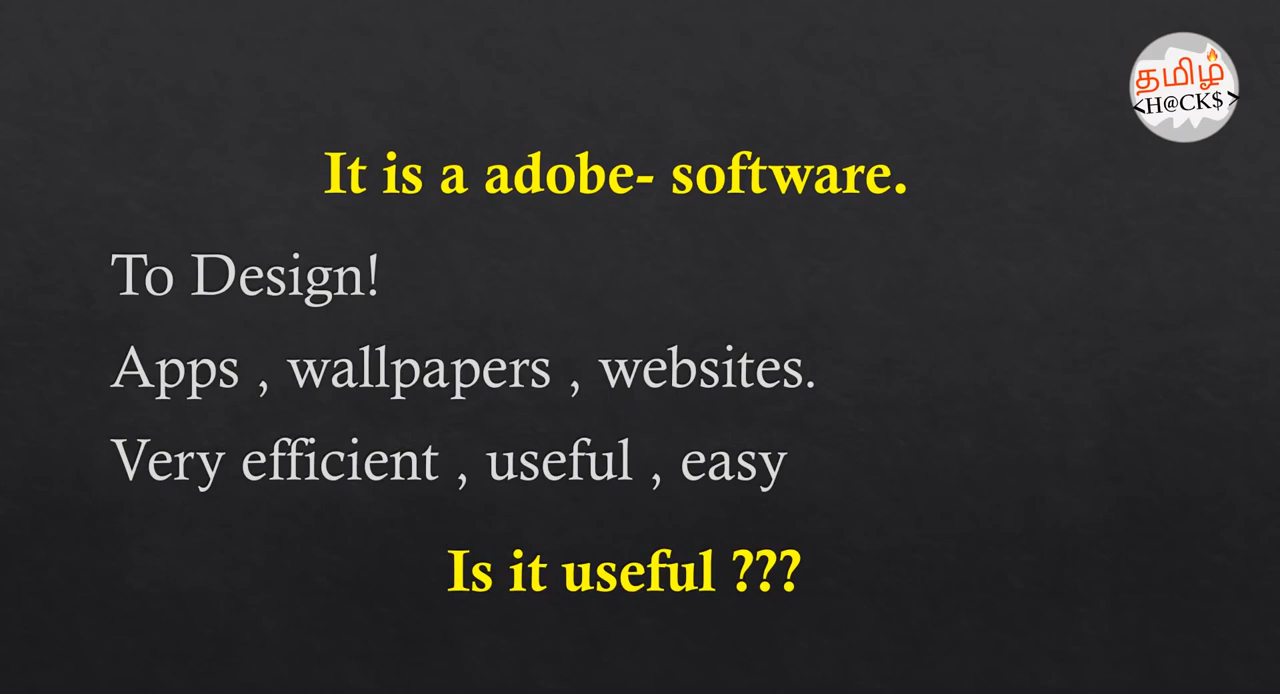 தமிழ்
<H@CK$>
It is a adobe- software.
To Design!
Apps , wallpapers , websites.
Very efficient , useful , easy
Is it useful ???